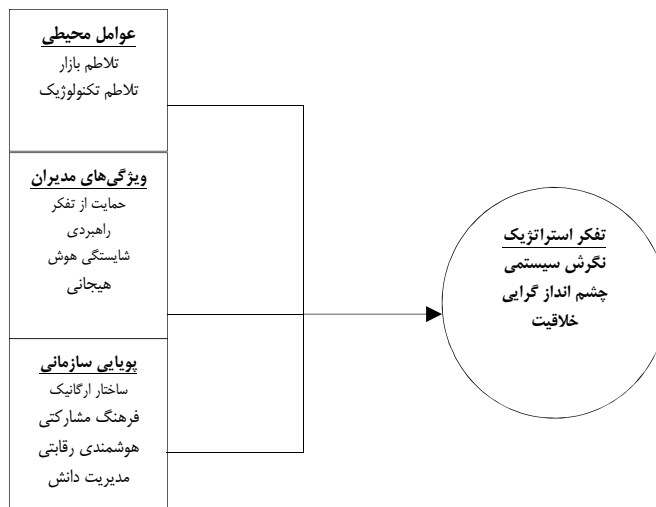 عوامل محیطی
تلاطم بازار
تلاطم تکنولوژیک
ویژگی‌های مدیران
حمایت از تفکر
راهبردی
شایستگی هوش
هیجانی
پویایی سازمانی
ساختار ارگانیک
فرهنگ مشارکتی
هوشمندی رقابتی
مدیریت دانش
تفکر استراتژیک
نگرش سیستمی
چشم انداز گرایی
خلاقیت